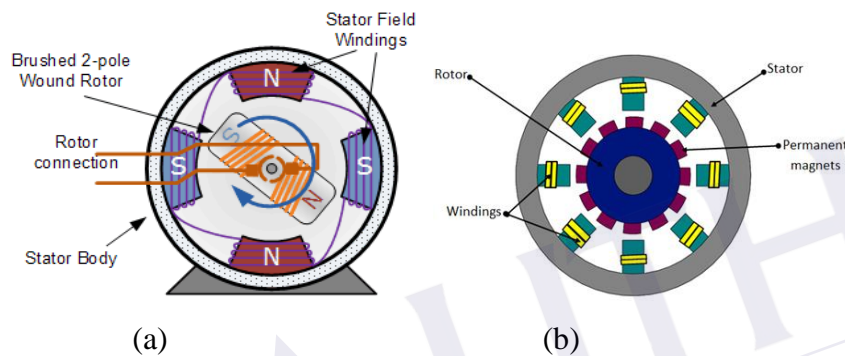 Stator Field
Windings
Brushed 2-pole
Wound Rotor
N
S
Rotor
connection
S
S
N
N
Stator Body
(a)
Rotor
Stator
Permanent
magnets
Windings
(b)